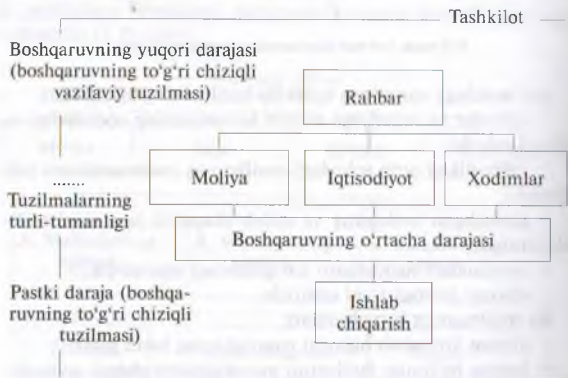 Tashkilot
Boshqaruvning yuqori darajasi
(boshqaruvning to'g'ri chiziqli
vazifaviy tuzilmasi)
Rahbar
Moliya
Iqtisodiyot
Xodimlar
.......
Tuzilmalarning
turli-tumanligi
Boshqaruvning o'rtacha darajasi
Pastki daraja (boshqa-
ruvning to'g'ri chiziqli
tuzilmasi)
Ishlab
chiqarish